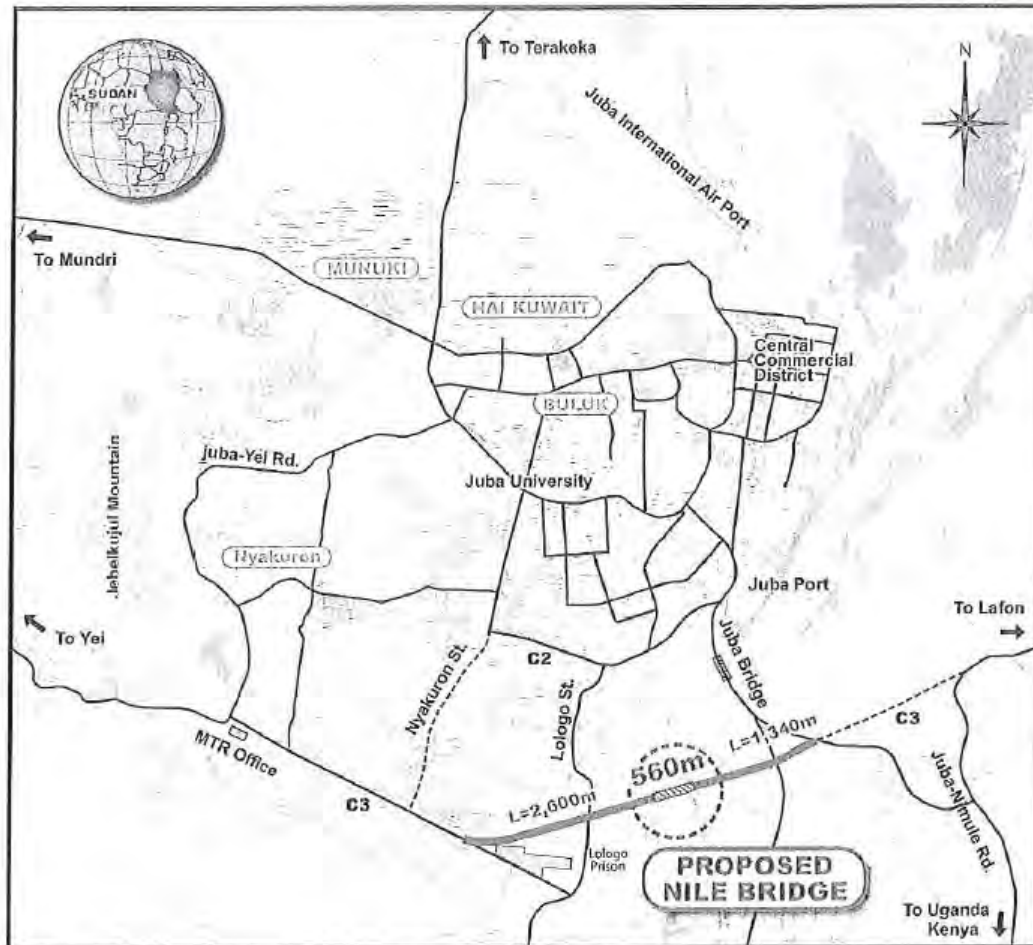 To Terakeka
N
SUDAN
Juba International Air Port
To Mundri
MUNUKI
HAI KUWAIT
Central
Commercial
District
BULUK
juba-Yei Rd.
Juba University
Jebelkujul Mountain
Nyakuron
Juba Port
To Lafon
To Yei
C2
Nyakuron St.
Lologo St.
Juba Bridge
C3
MTR Office
L=1,340m
560m
C3
L=2,600m
Juba-Nimule Rd.
Lologo
Prison
PROPOSED
NILE BRIDGE
To Uganda
Kenya